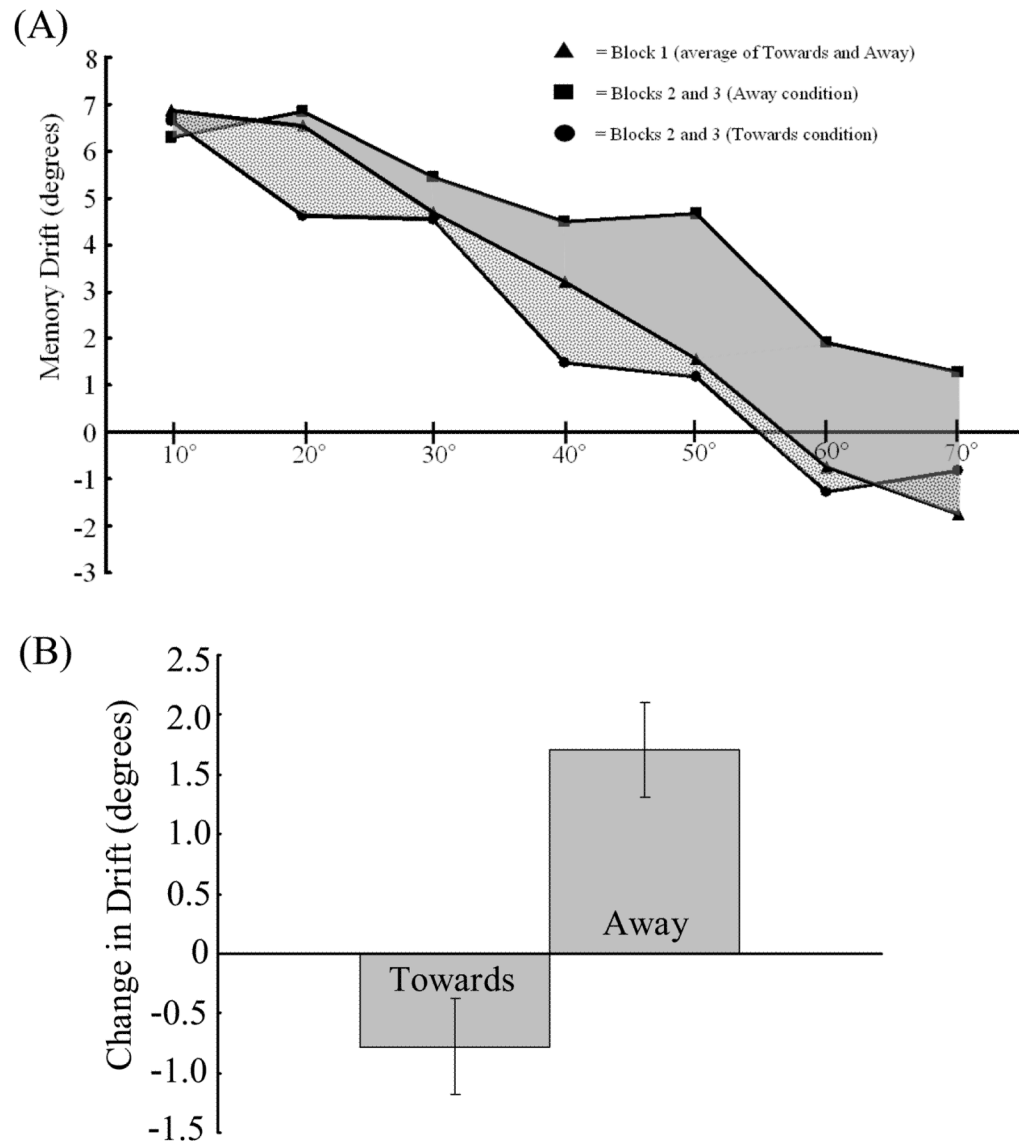 (A)
8
7
6
5
4
3
2
1
0
-1
-2
-3
Memory Drift (degrees)
▲ = Block 1 (average of Towards and Away)
■ = Blocks 2 and 3 (Away condition)
● = Blocks 2 and 3 (Towards condition)
10° 20° 30° 40° 50° 60° 70°
(B)
2.5
2.0
1.5
1.0
0.5
0
-0.5
-1.0
-1.5
Change in Drift (degrees)
Away
Towards